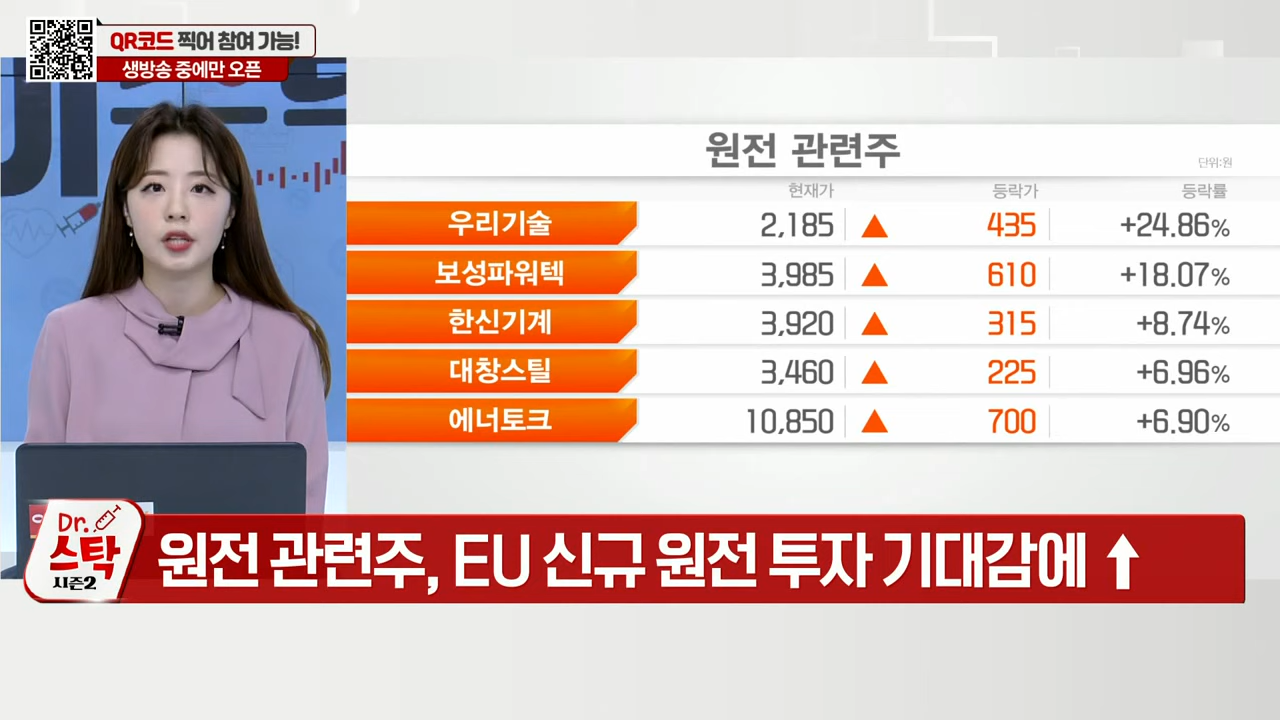 QR코드 찍어 참여 가능!
생방송 중에만 오픈
원전 관련주
단위:원
현재가 등락가 등락률
우리기술 2,185 ▲ 435 +24.86%
보성파워텍 3,985 ▲ 610 +18.07%
한신기계 3,920 ▲ 315 +8.74%
대창스틸 3,460 ▲ 225 +6.96%
에너토크 10,850 ▲ 700 +6.90%
Dr.
스탁
시즌2
원전 관련주, EU 신규 원전 투자 기대감에 ⬆